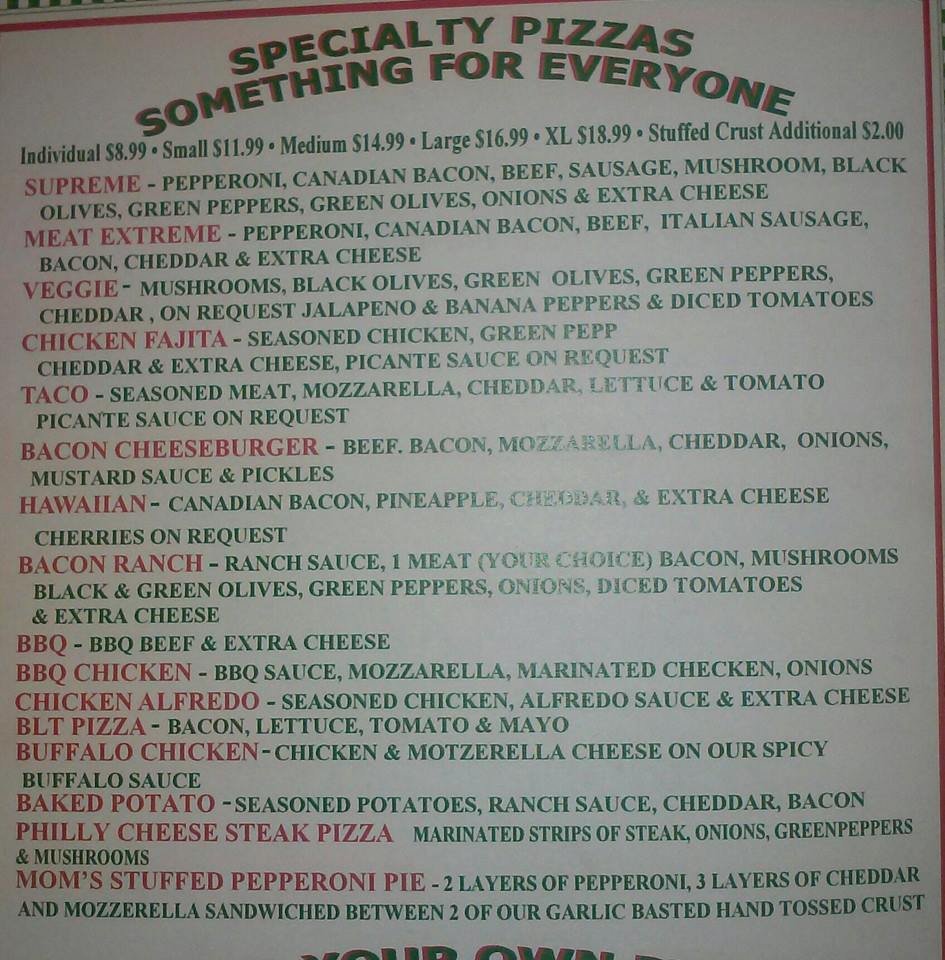 SPECIALTY PIZZAS
SOMETHING FOR EVERYONE
Individual $8.99 • Small $11.99 • Medium $14.99 • Large $16.99 • XL $18.99 • Stuffed Crust Additional $2.00
SUPREME - PEPPERONI, CANADIAN BACON, BEEF, SAUSAGE, MUSHROOM, BLACK
OLIVES, GREEN PEPPERS, GREEN OLIVES, ONIONS & EXTRA CHEESE
MEAT EXTREME - PEPPERONI, CANADIAN BACON, BEEF, ITALIAN SAUSAGE,
BACON, CHEDDAR & EXTRA CHEESE
VEGGIE - MUSHROOMS, BLACK OLIVES, GREEN OLIVES, GREEN PEPPERS,
CHEDDAR , ON REQUEST JALAPENO & BANANA PEPPERS & DICED TOMATOES
CHICKEN FAJITA - SEASONED CHICKEN, GREEN PEPP
CHEDDAR & EXTRA CHEESE, PICANTE SAUCE ON REQUEST
TACO - SEASONED MEAT, MOZZARELLA, CHEDDAR, LETTUCE & TOMATO
PICANTE SAUCE ON REQUEST
BACON CHEESEBURGER - BEEF. BACON, MOZZARELLA, CHEDDAR, ONIONS,
MUSTARD SAUCE & PICKLES
HAWAIIAN - CANADIAN BACON, PINEAPPLE, CHEDDAR, & EXTRA CHEESE
CHERRIES ON REQUEST
BACON RANCH - RANCH SAUCE, 1 MEAT (YOUR CHOICE) BACON, MUSHROOMS
BLACK & GREEN OLIVES, GREEN PEPPERS, ONIONS, DICED TOMATOES
& EXTRA CHEESE
BBQ - BBQ BEEF & EXTRA CHEESE
BBQ CHICKEN - BBQ SAUCE, MOZZARELLA, MARINATED CHECKEN, ONIONS
CHICKEN ALFREDO - SEASONED CHICKEN, ALFREDO SAUCE & EXTRA CHEESE
BLT PIZZA - BACON, LETTUCE, TOMATO & MAYO
BUFFALO CHICKEN - CHICKEN & MOTZERELLA CHEESE ON OUR SPICY
BUFFALO SAUCE
BAKED POTATO - SEASONED POTATOES, RANCH SAUCE, CHEDDAR, BACON
PHILLY CHEESE STEAK PIZZA MARINATED STRIPS OF STEAK, ONIONS, GREENPEPPERS
& MUSHROOMS
MOM'S STUFFED PEPPERONI PIE - 2 LAYERS OF PEPPERONI, 3 LAYERS OF CHEDDAR
AND MOZZERELLA SANDWICHED BETWEEN 2 OF OUR GARLIC BASTED HAND TOSSED CRUST
YOUR OWN